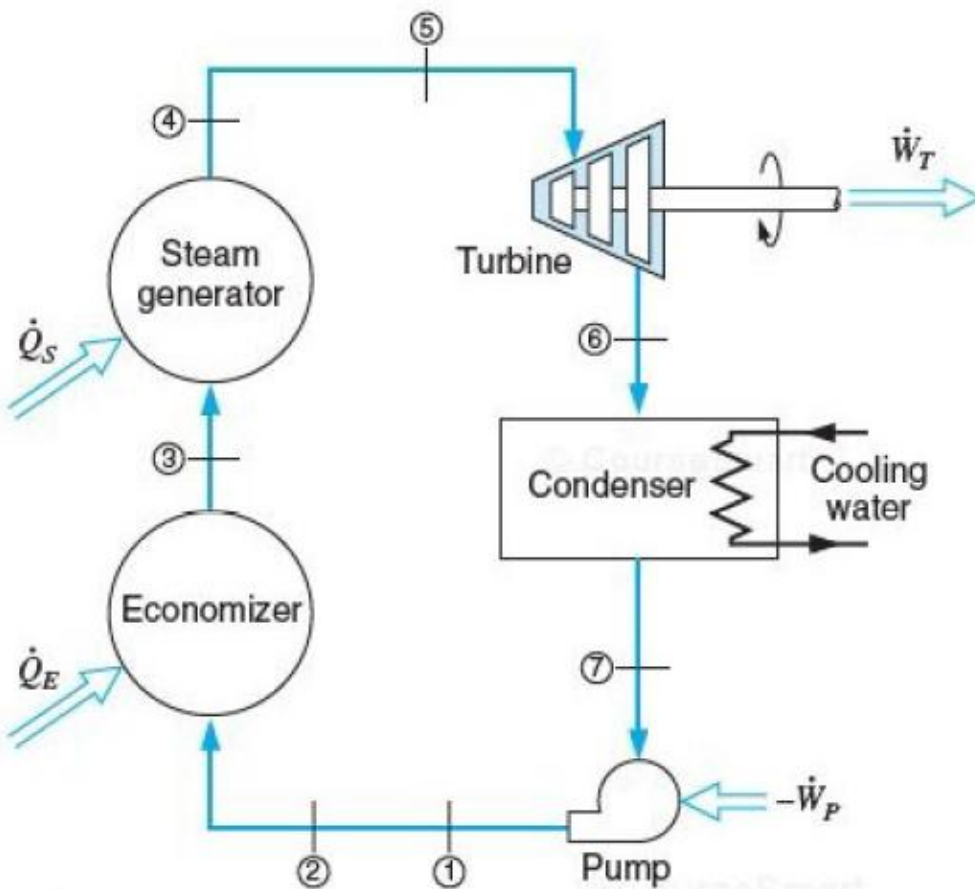 ⑤
④
Ẇ_T
Steam
generator
Turbine
Q̇_S
⑥
③
Condenser
Cooling
water
Economizer
Q̇_E
⑦
−Ẇ_P
②
①
Pump